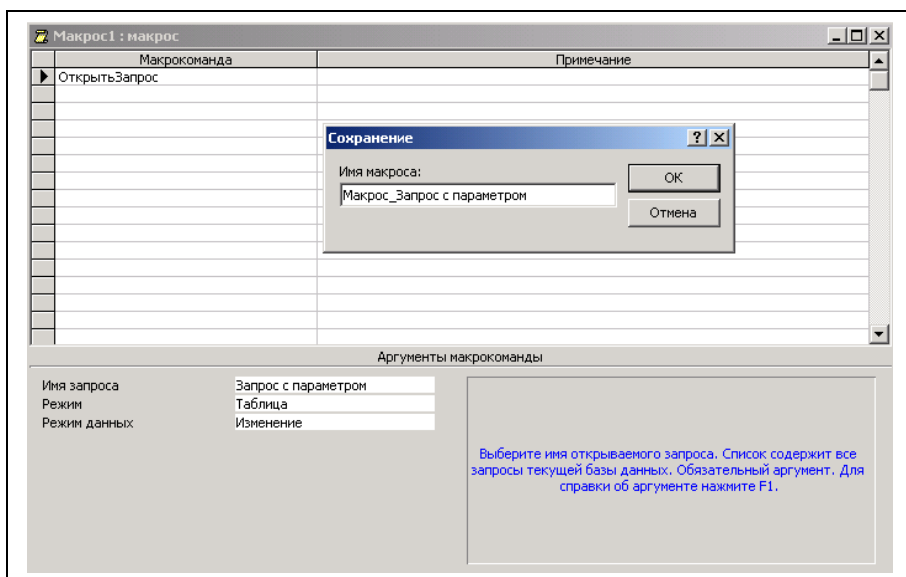 Макрос1 : макрос
Макрокоманда Примечание
ОткрытьЗапрос
Сохранение
Имя макроса:
Макрос_Запрос с параметром
ОК
Отмена
Аргументы макрокоманды
Имя запроса Запрос с параметром
Режим Таблица
Режим данных Изменение
Выберите имя открываемого запроса. Список содержит все
запросы текущей базы данных. Обязательный аргумент. Для
справки об аргументе нажмите F1.